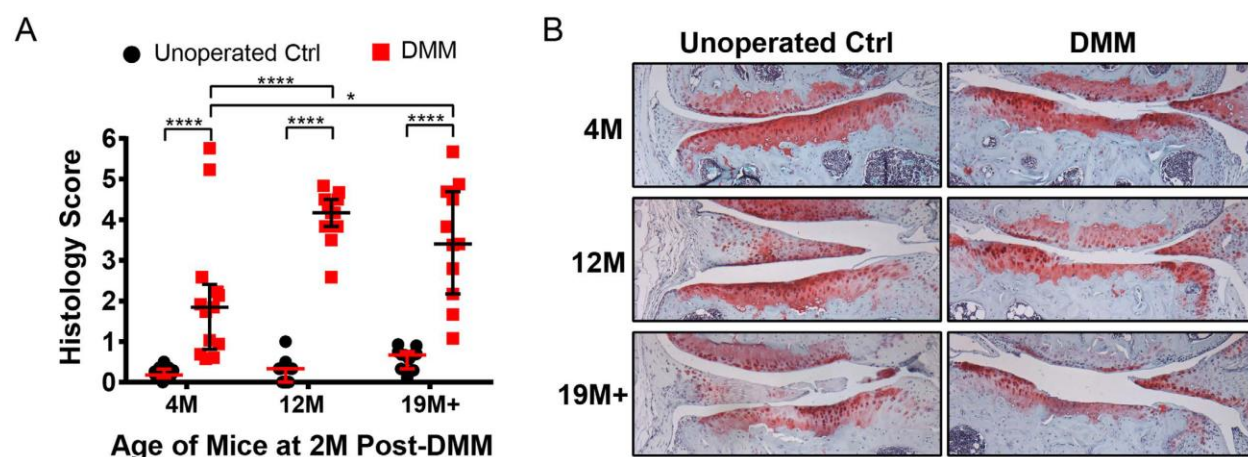 A
Unoperated Ctrl DMM
****
*
**** **** ****
Histology Score
6
5
4
3
2
1
0
4M 12M 19M+
Age of Mice at 2M Post-DMM
B
Unoperated Ctrl DMM
4M
12M
19M+